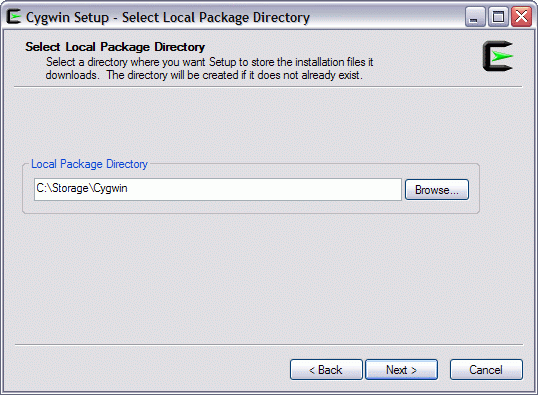 Cygwin Setup - Select Local Package Directory
Select Local Package Directory
Select a directory where you want Setup to store the installation files it
downloads. The directory will be created if it does not already exist.
Local Package Directory
C:\Storage\Cygwin
Browse...
< Back
Next >
Cancel